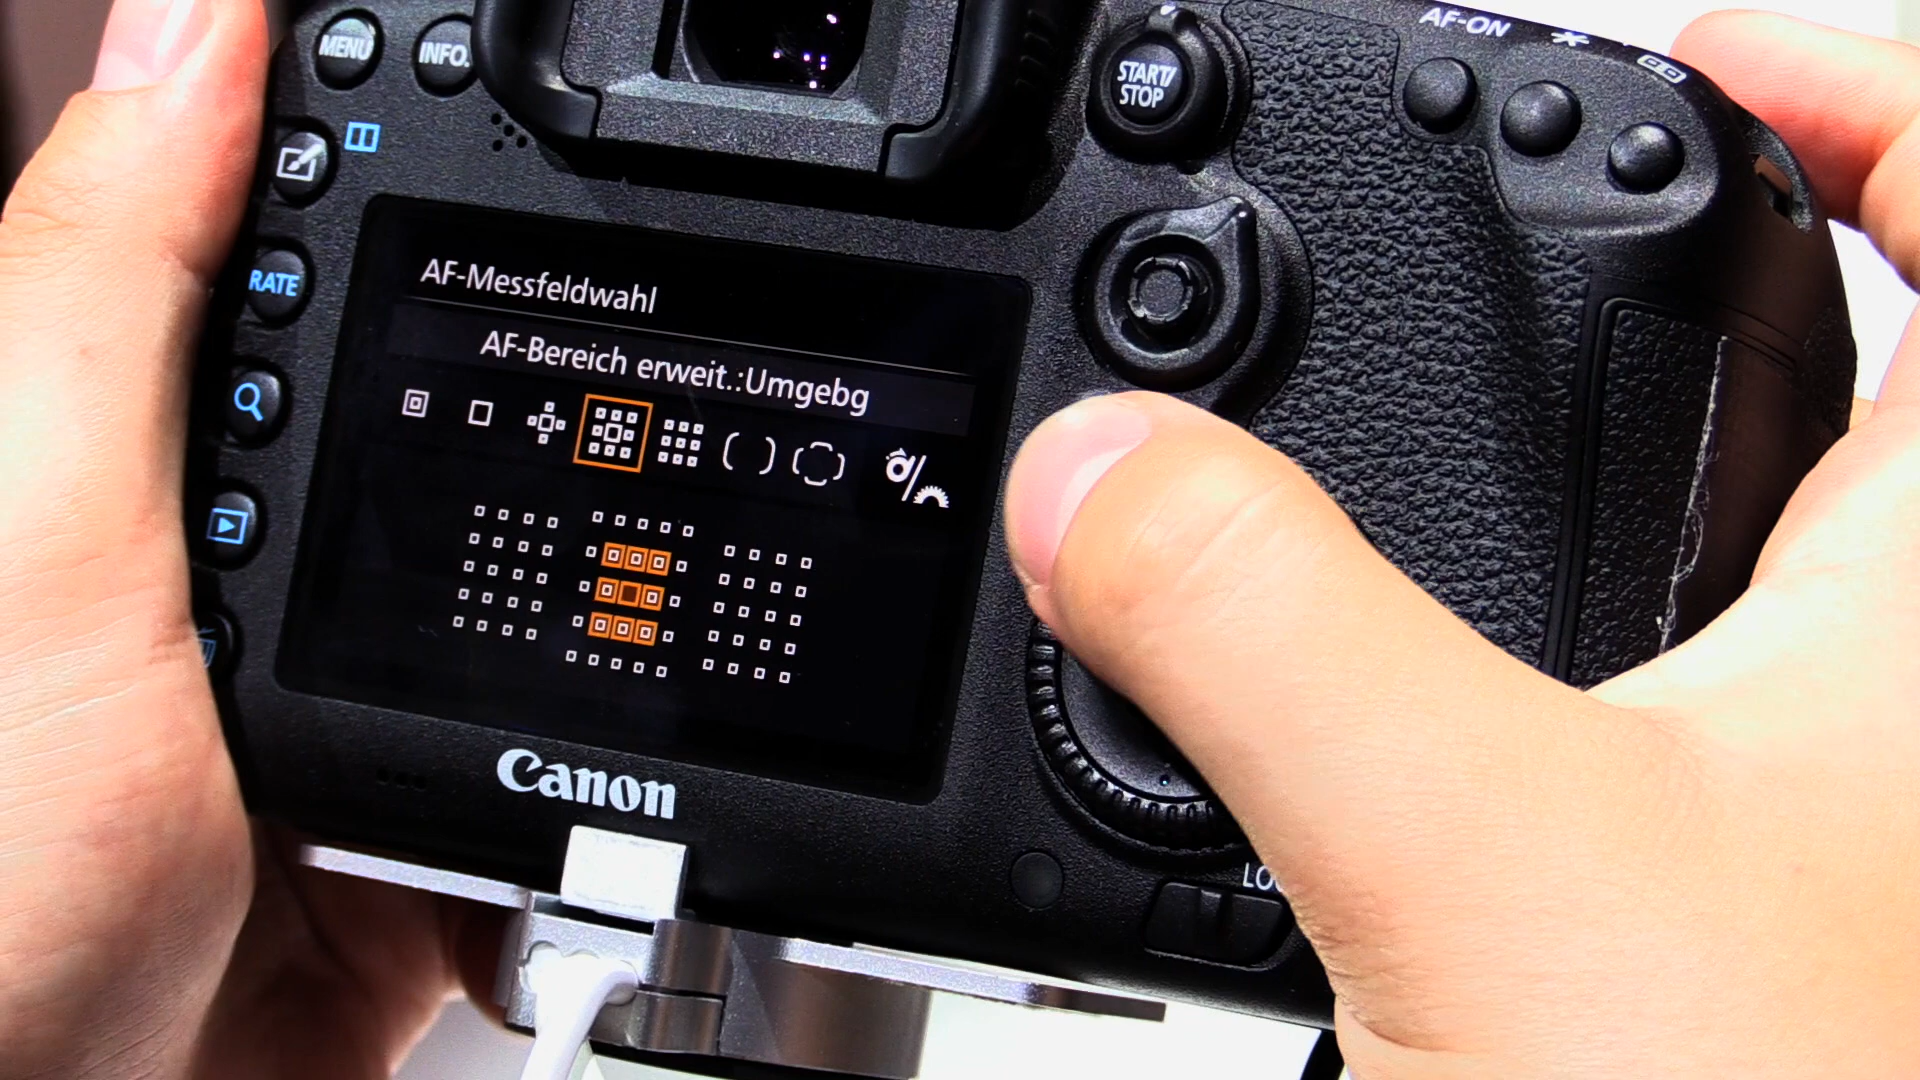 MENU
INFO.
START/
STOP
AF-ON
RATE
AF-Messfeldwahl
AF-Bereich erweit.:Umgebg
Canon